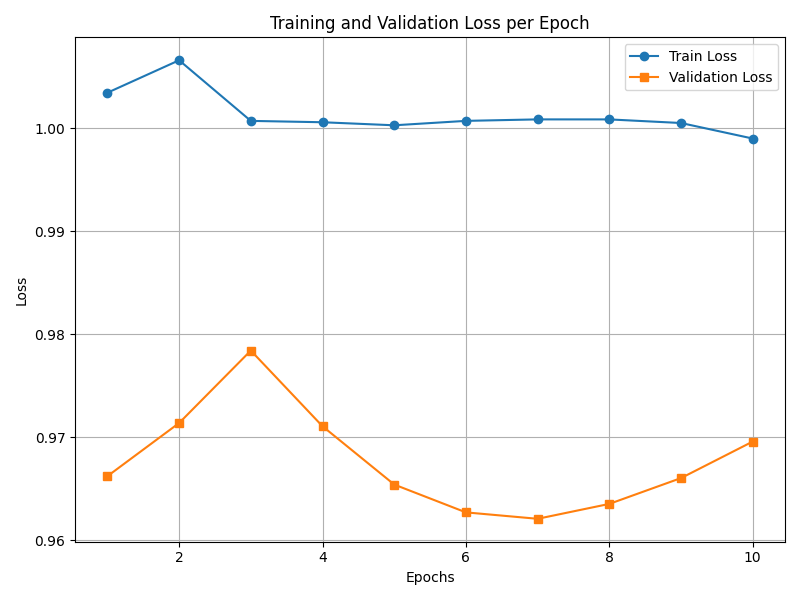 Training and Validation Loss per Epoch
Train Loss
Validation Loss
1.00
0.99
0.98
0.97
0.96
Loss
2 4 6 8 10
Epochs